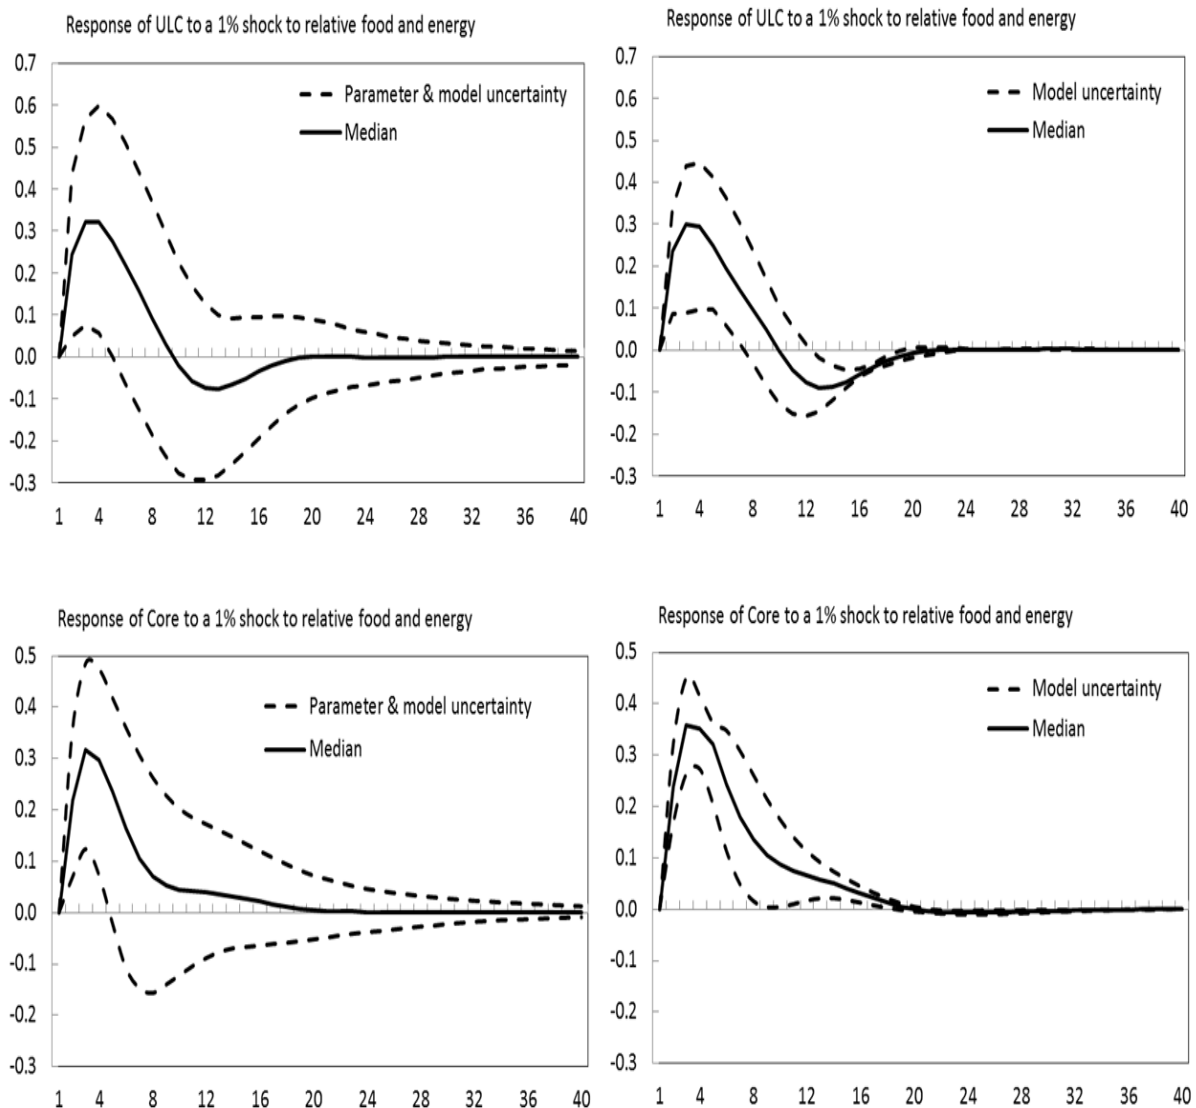 Response of ULC to a 1% shock to relative food and energy
0.7
0.6
0.5
0.4
0.3
0.2
0.1
0.0
-0.1
-0.2
-0.3
Parameter & model uncertainty
Median
1 4 8 12 16 20 24 28 32 36 40
Response of ULC to a 1% shock to relative food and energy
0.7
0.6
0.5
0.4
0.3
0.2
0.1
0.0
-0.1
-0.2
-0.3
Model uncertainty
Median
1 4 8 12 16 20 24 28 32 36 40
Response of Core to a 1% shock to relative food and energy
0.5
0.4
0.3
0.2
0.1
0.0
-0.1
-0.2
-0.3
Parameter & model uncertainty
Median
1 4 8 12 16 20 24 28 32 36 40
Response of Core to a 1% shock to relative food and energy
0.5
0.4
0.3
0.2
0.1
0.0
-0.1
-0.2
-0.3
Model uncertainty
Median
1 4 8 12 16 20 24 28 32 36 40